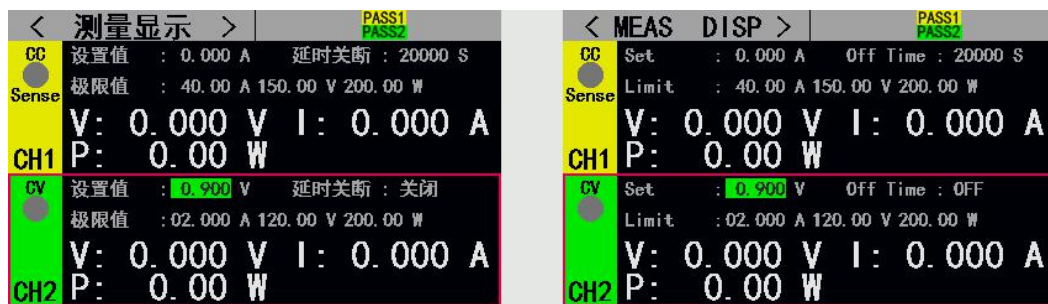 < 测量显示 > PASS1
PASS2
CC 设置值 : 0.000 A 延时关断 : 20000 S
Sense 极限值 : 40.00 A 150.00 V 200.00 W
V: 0.000 V I: 0.000 A
CH1 P: 0.00 W
CV 设置值 : 0.900 V 延时关断 : 关闭
极限值 : 02.000 A 120.00 V 200.00 W
V: 0.000 V I: 0.000 A
CH2 P: 0.00 W
< MEAS DISP > PASS1
PASS2
CC Set : 0.000 A Off Time : 20000 S
Sense Limit : 40.00 A 150.00 V 200.00 W
V: 0.000 V I: 0.000 A
CH1 P: 0.00 W
CV Set : 0.900 V Off Time : OFF
Limit : 02.000 A 120.00 V 200.00 W
V: 0.000 V I: 0.000 A
CH2 P: 0.00 W